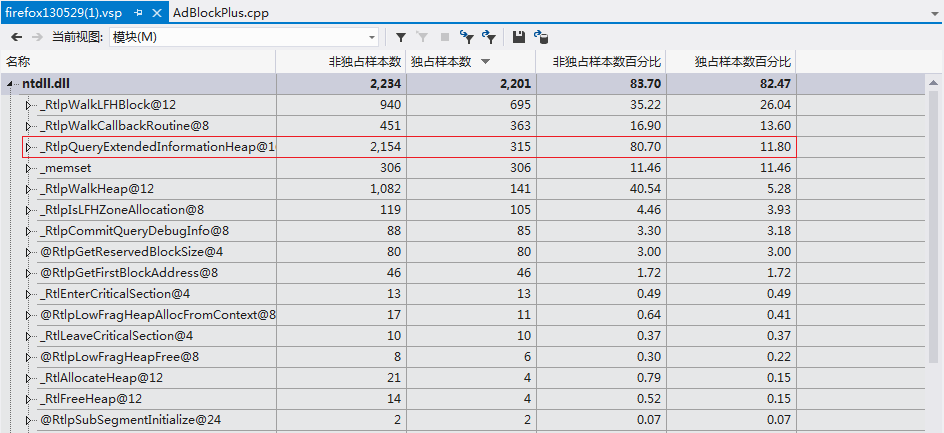 firefox130529(1).vsp AdBlockPlus.cpp
当前视图: 模块(M)
名称 非独占样本数 独占样本数 非独占样本数百分比 独占样本数百分比
ntdll.dll 2,234 2,201 83.70 82.47
_RtlpWalkLFHBlock@12 940 695 35.22 26.04
_RtlpWalkCallbackRoutine@8 451 363 16.90 13.60
_RtlpQueryExtendedInformationHeap@16 2,154 315 80.70 11.80
_memset 306 306 11.46 11.46
_RtlpWalkHeap@12 1,082 141 40.54 5.28
_RtlpIsLFHZoneAllocation@8 119 105 4.46 3.93
_RtlpCommitQueryDebugInfo@8 88 85 3.30 3.18
@RtlpGetReservedBlockSize@4 80 80 3.00 3.00
@RtlpGetFirstBlockAddress@8 46 46 1.72 1.72
_RtlEnterCriticalSection@4 13 13 0.49 0.49
@RtlpLowFragHeapAllocFromContext@8 17 11 0.64 0.41
_RtlLeaveCriticalSection@4 10 10 0.37 0.37
@RtlpLowFragHeapFree@8 8 6 0.30 0.22
_RtlAllocateHeap@12 21 4 0.79 0.15
_RtlFreeHeap@12 14 4 0.52 0.15
@RtlpSubSegmentInitialize@24 2 2 0.07 0.07